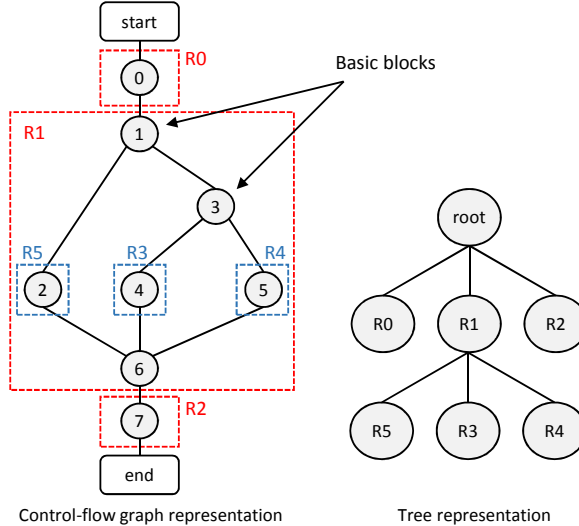 start
R0
0
Basic blocks
R1
1
3
R5
R3
R4
2
4
5
6
R2
7
end
Control-flow graph representation
root
R0
R1
R2
R5
R3
R4
Tree representation